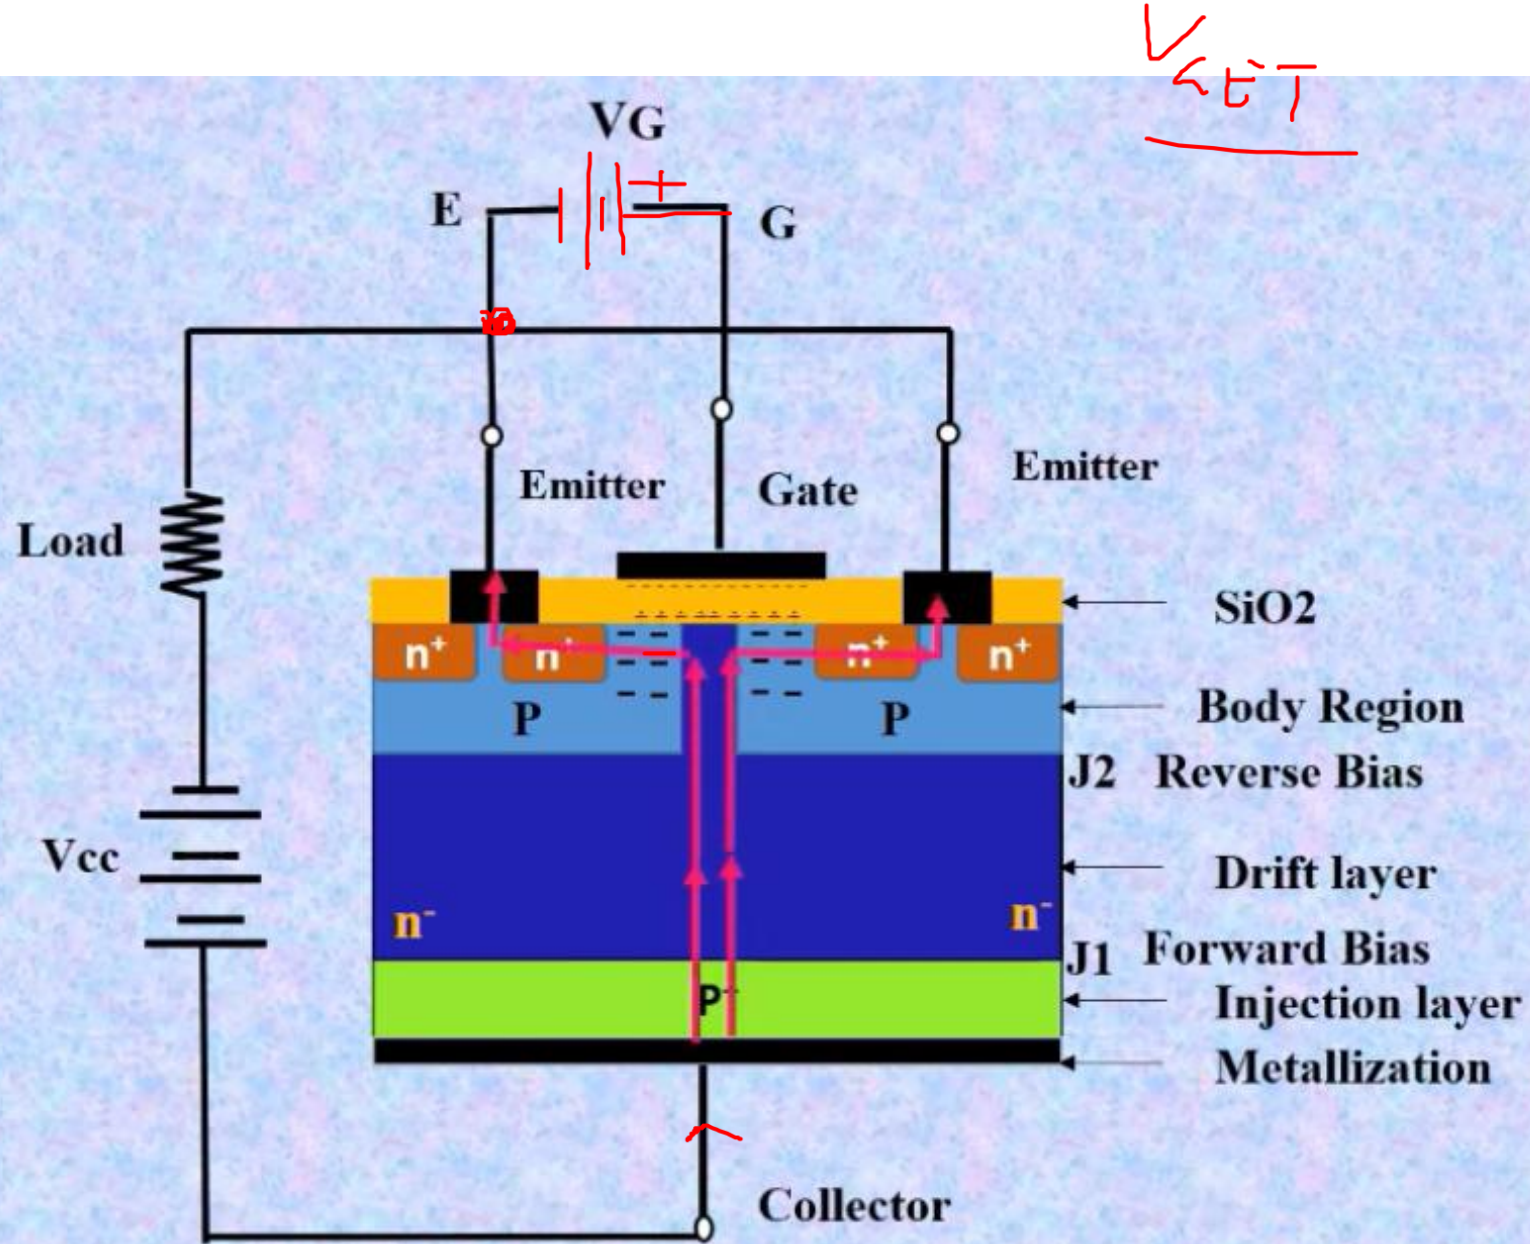 V
GET
VG
+
E
G
Emitter
Gate
Emitter
Load
SiO2
n⁺
n⁺
n⁺
n⁺
P
P
Body Region
J2 Reverse Bias
Vcc
Drift layer
n⁻
n⁻
J1 Forward Bias
P⁺
Injection layer
Metallization
Collector